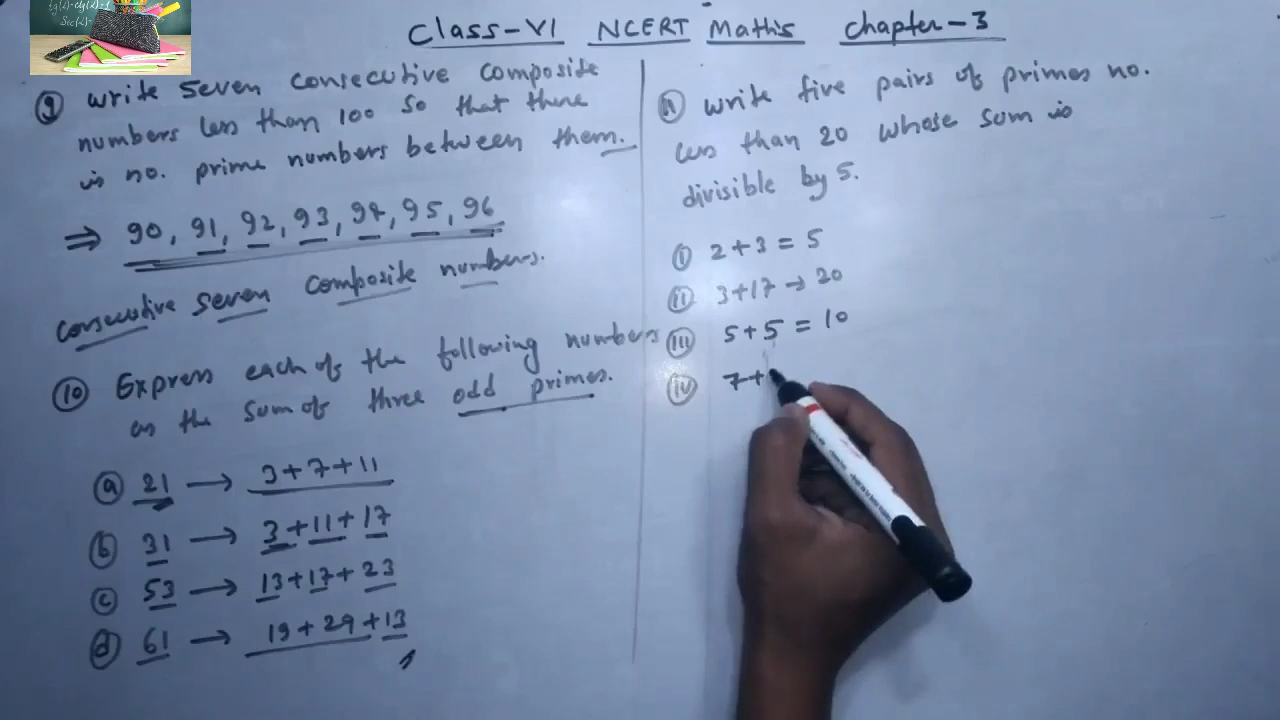 Class-VI NCERT Maths chapter-3
9 write seven consecutive composite
numbers less than 100 so that there
is no. prime numbers between them.
⇒ 90, 91, 92, 93, 94, 95, 96
consecutive seven composite numbers.
10 Express each of the following numbers
as the sum of three odd primes.
a 21 → 3+7+11
b 31 → 3+11+17
c 53 → 13+17+23
d 61 → 19+29+13
11 write five pairs of primes no.
less than 20 whose sum is
divisible by 5.
i 2+3=5
ii 3+17→20
iii 5+5=10
iv 7+